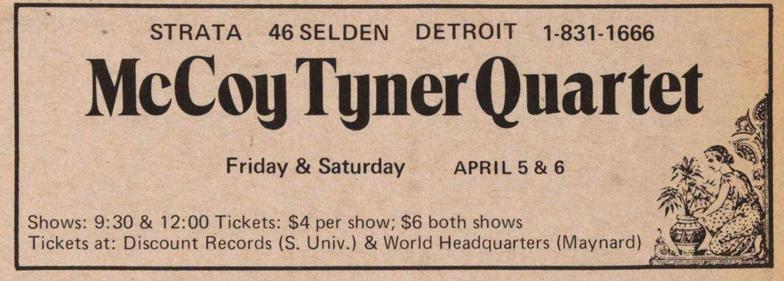 STRATA 46 SELDEN DETROIT 1-831-1666
McCoy Tyner Quartet
Friday & Saturday APRIL 5 & 6
Shows: 9:30 & 12:00 Tickets: $4 per show; $6 both shows
Tickets at: Discount Records (S. Univ.) & World Headquarters (Maynard)